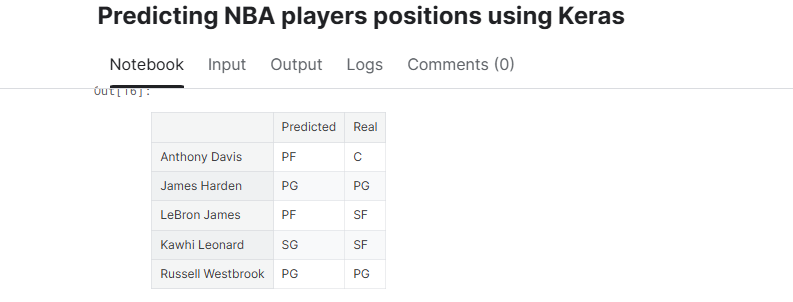 Predicting NBA players positions using Keras
Notebook Input Output Logs Comments (0)
Out[16]:
Predicted Real
Anthony Davis PF C
James Harden PG PG
LeBron James PF SF
Kawhi Leonard SG SF
Russell Westbrook PG PG